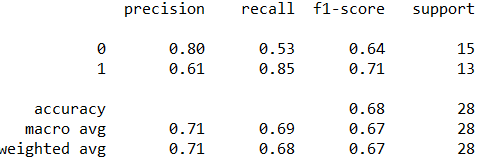 precision recall f1-score support
0 0.80 0.53 0.64 15
1 0.61 0.85 0.71 13
accuracy 0.68 28
macro avg 0.71 0.69 0.67 28
weighted avg 0.71 0.68 0.67 28